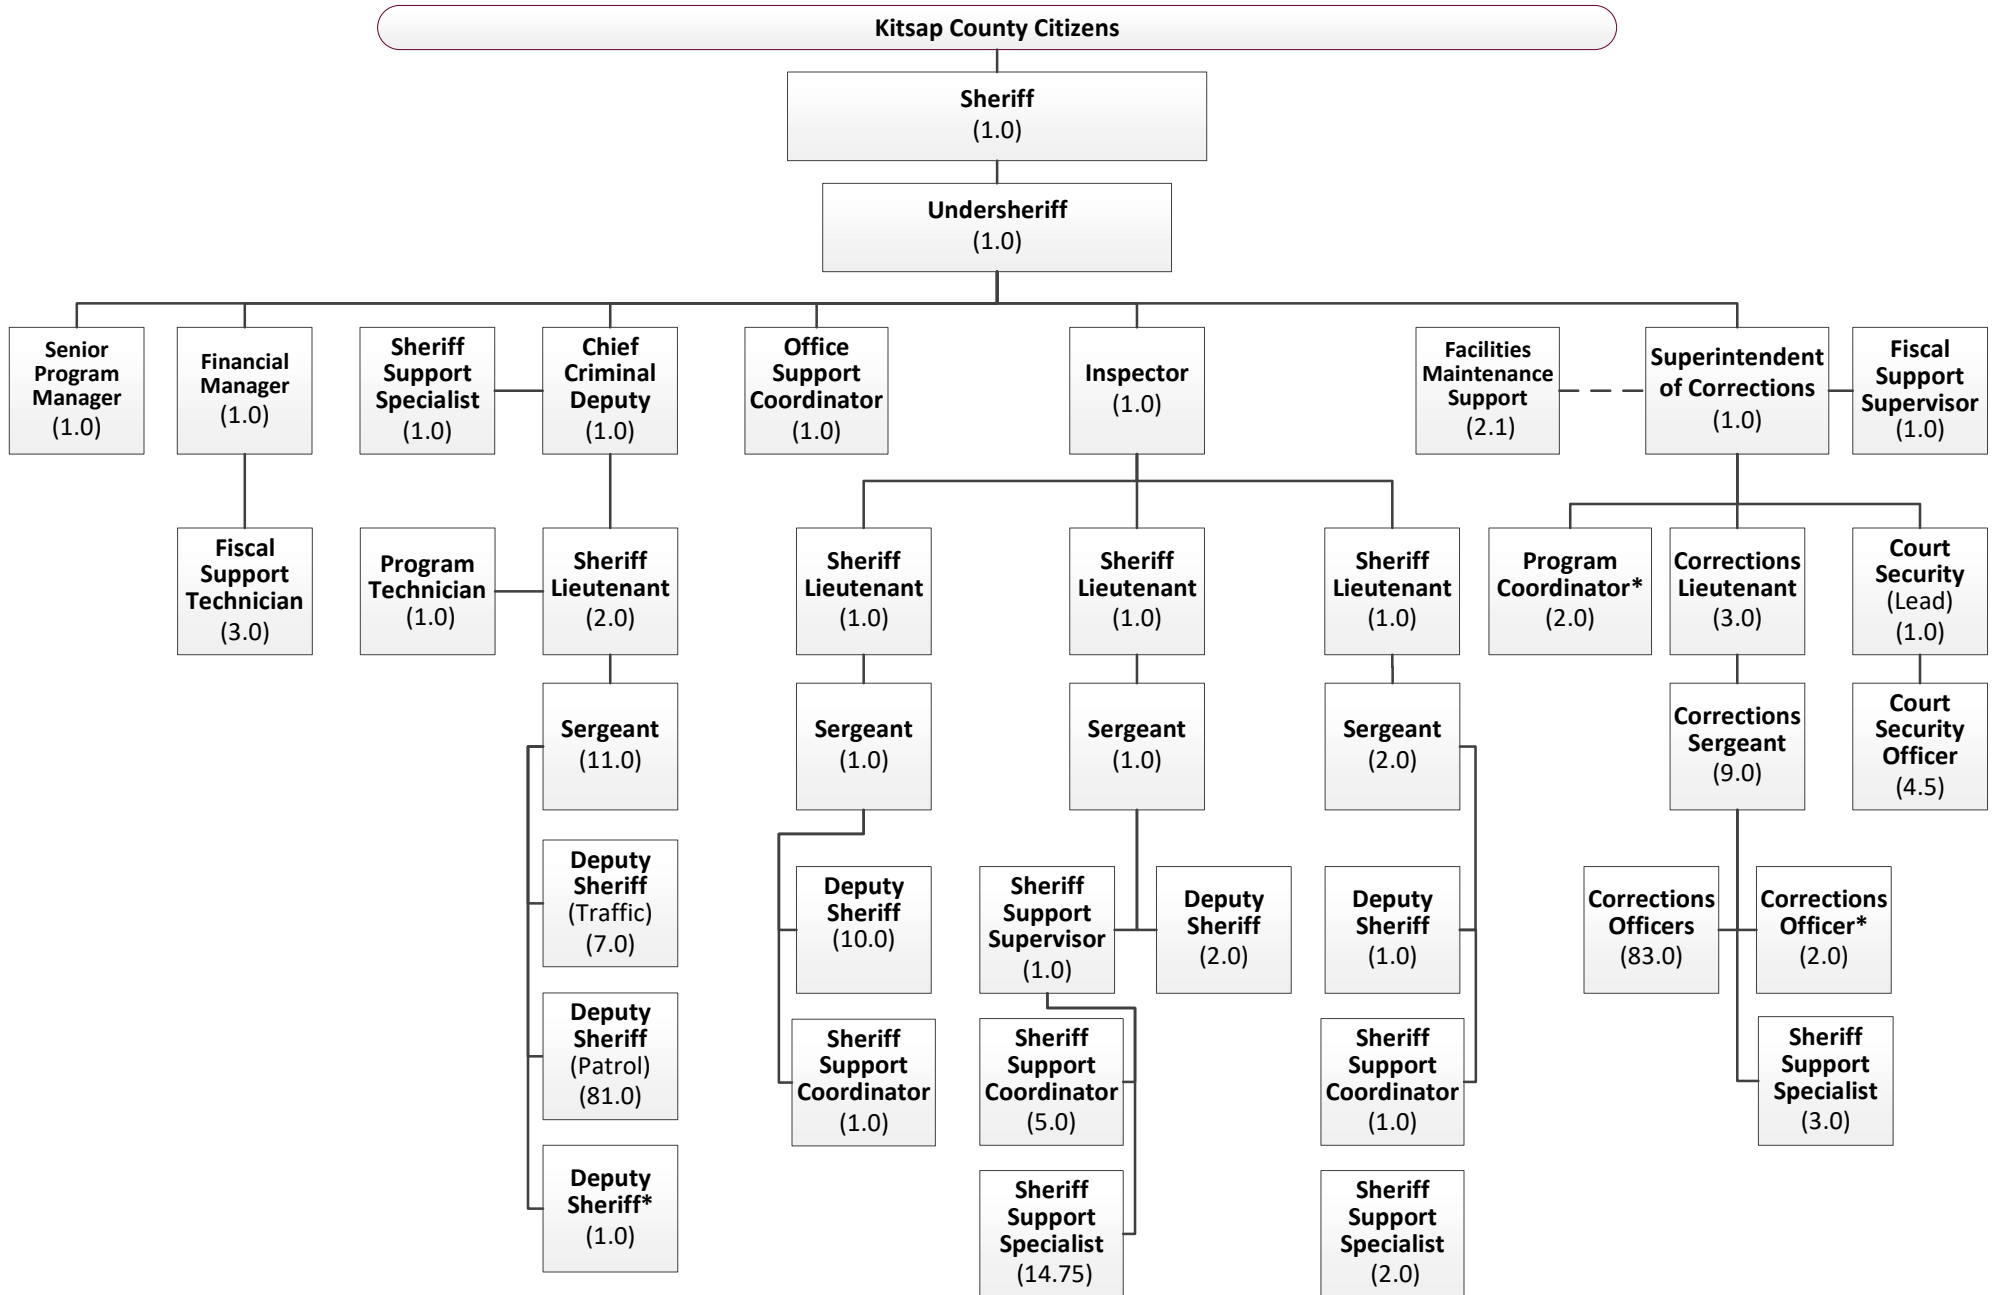 Kitsap County Citizens
Sheriff
(1.0)
Undersheriff
(1.0)
Senior
Program
Manager
(1.0)
Financial
Manager
(1.0)
Sheriff
Support
Specialist
(1.0)
Chief
Criminal
Deputy
(1.0)
Office
Support
Coordinator
(1.0)
Inspector
(1.0)
Facilities
Maintenance
Support
(2.1)
Superintendent
of Corrections
(1.0)
Fiscal
Support
Supervisor
(1.0)
Fiscal
Support
Technician
(3.0)
Program
Technician
(1.0)
Sheriff
Lieutenant
(2.0)
Sheriff
Lieutenant
(1.0)
Sheriff
Lieutenant
(1.0)
Sheriff
Lieutenant
(1.0)
Program
Coordinator*
(2.0)
Corrections
Lieutenant
(3.0)
Court
Security
(Lead)
(1.0)
Sergeant
(11.0)
Sergeant
(1.0)
Sergeant
(1.0)
Sergeant
(2.0)
Corrections
Sergeant
(9.0)
Court
Security
Officer
(4.5)
Deputy
Sheriff
(Traffic)
(7.0)
Deputy
Sheriff
(10.0)
Sheriff
Support
Supervisor
(1.0)
Deputy
Sheriff
(2.0)
Deputy
Sheriff
(1.0)
Corrections
Officers
(83.0)
Corrections
Officer*
(2.0)
Deputy
Sheriff
(Patrol)
(81.0)
Sheriff
Support
Coordinator
(1.0)
Sheriff
Support
Coordinator
(5.0)
Sheriff
Support
Coordinator
(1.0)
Sheriff
Support
Specialist
(3.0)
Deputy
Sheriff*
(1.0)
Sheriff
Support
Specialist
(14.75)
Sheriff
Support
Specialist
(2.0)